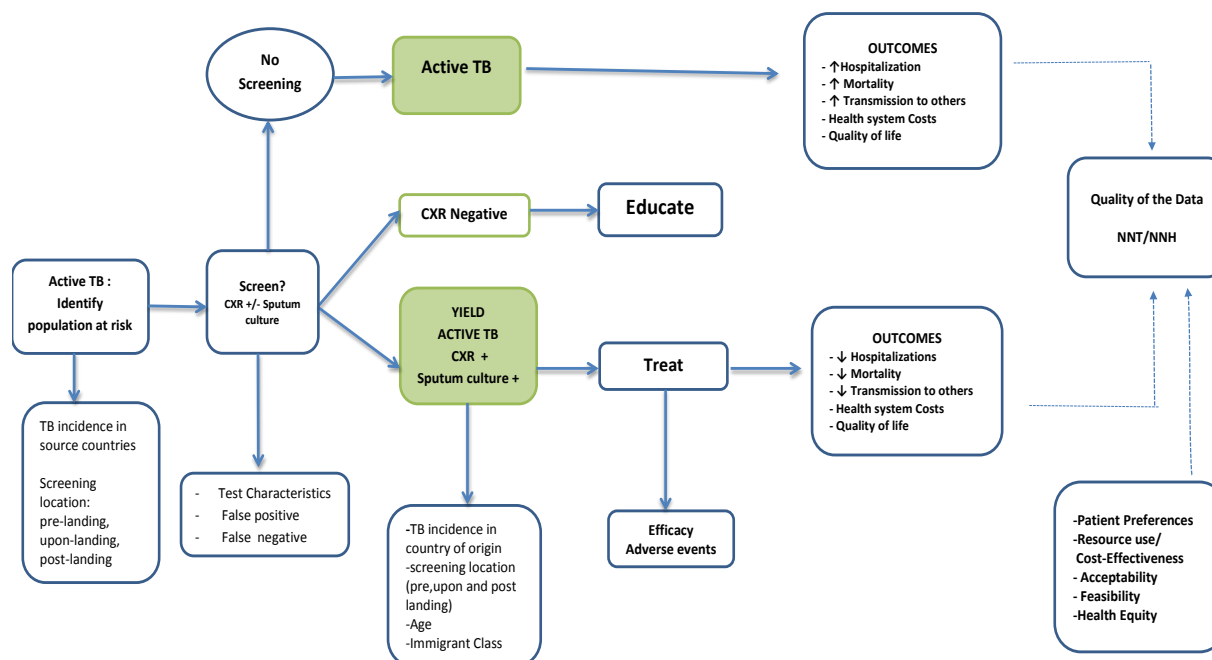 No
Screening
Active TB
OUTCOMES
- ↑Hospitalization
- ↑ Mortality
- ↑ Transmission to others
- Health system Costs
- Quality of life
Quality of the Data
NNT/NNH
CXR Negative
Educate
Active TB :
Identify
population at risk
Screen?
CXR +/- Sputum
culture
YIELD
ACTIVE TB
CXR +
Sputum culture +
Treat
OUTCOMES
- ↓ Hospitalizations
- ↓ Mortality
- ↓ Transmission to others
- Health system Costs
- Quality of life
TB incidence in
source countries
Screening
location:
pre-landing,
upon-landing,
post-landing
- Test Characteristics
- False positive
- False negative
-TB incidence in
country of origin
-screening location
(pre,upon and post
landing)
-Age
-Immigrant Class
Efficacy
Adverse events
-Patient Preferences
-Resource use/
Cost-Effectiveness
- Acceptability
- Feasibility
-Health Equity